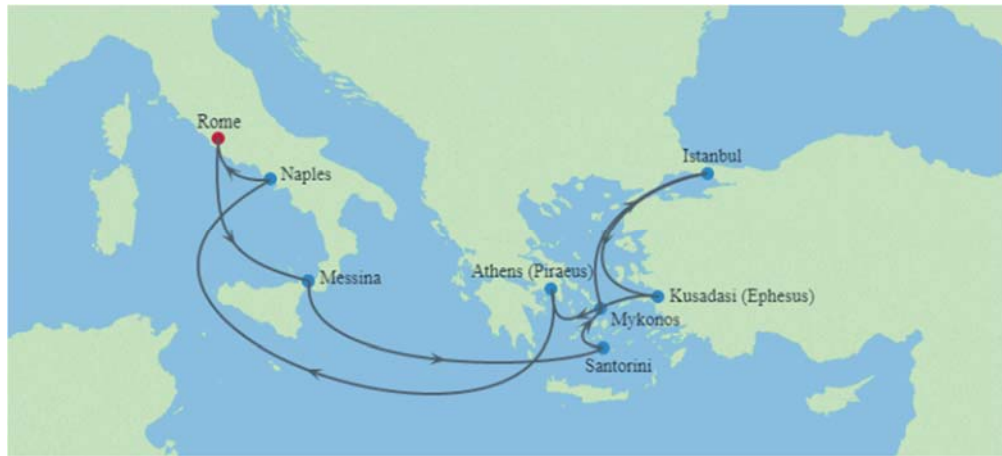 Rome
Istanbul
Naples
Athens (Piraeus)
Messina
Kusadasi (Ephesus)
Mykonos
Santorini